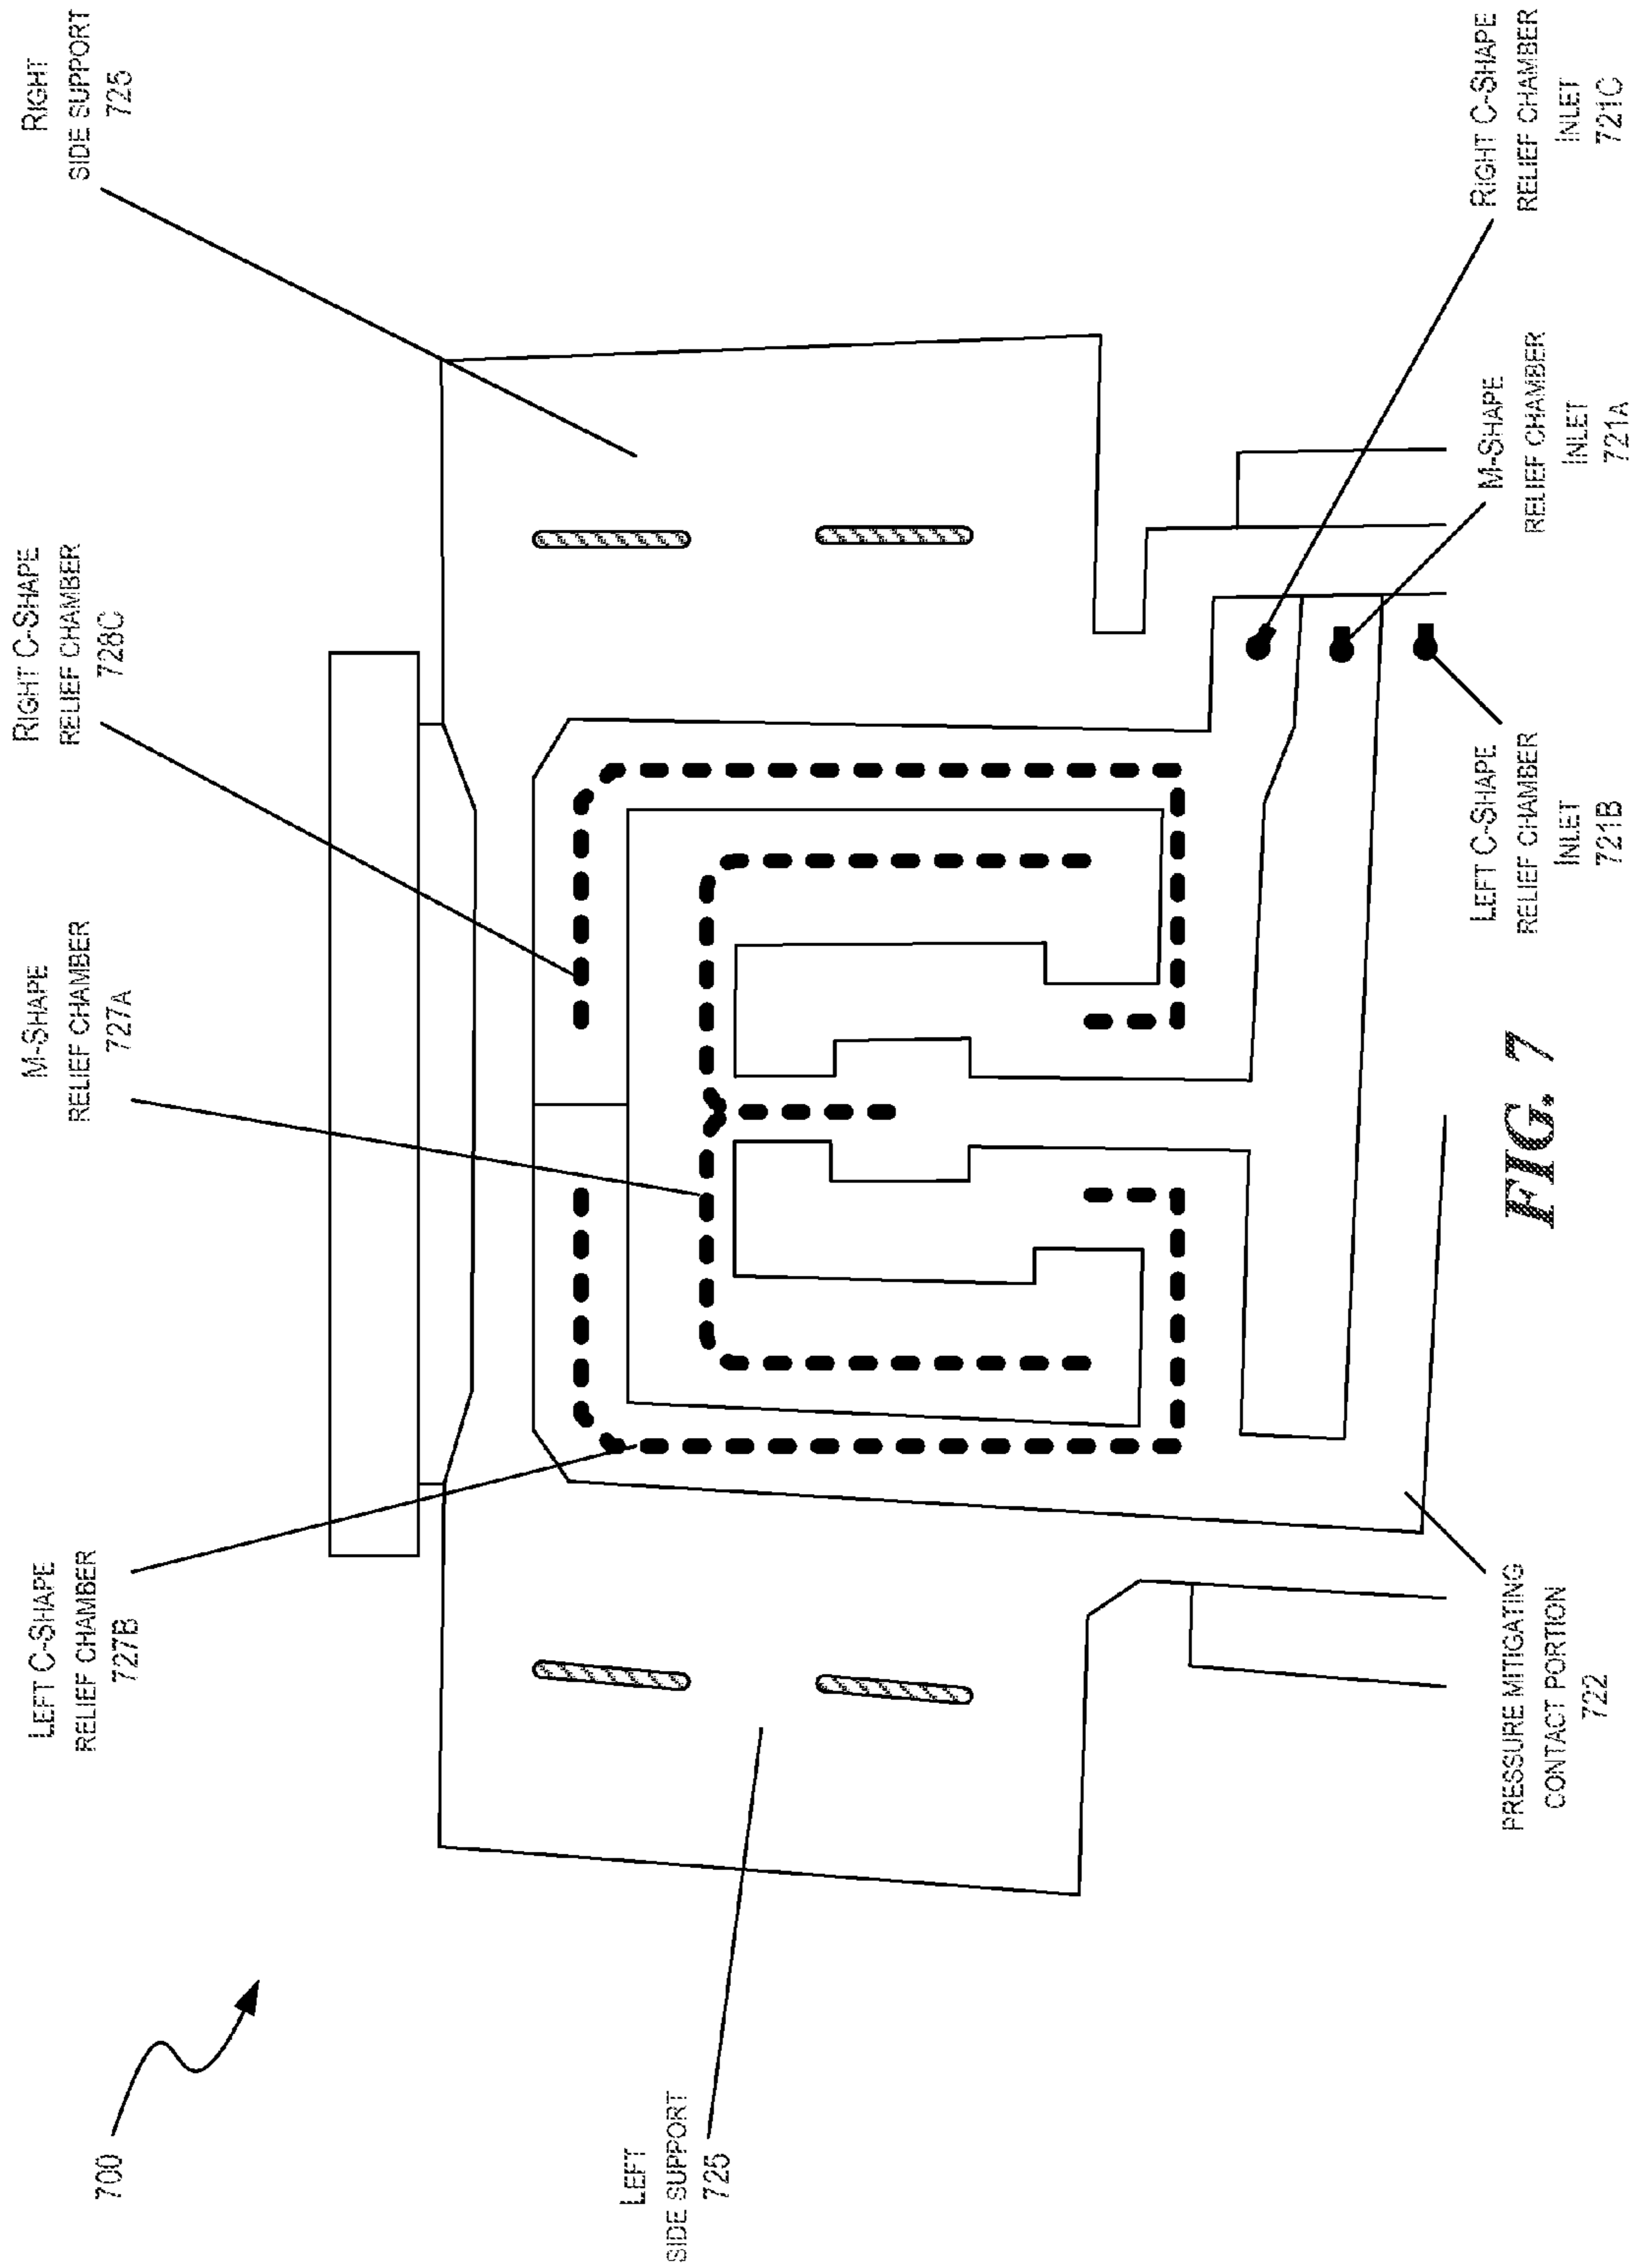 700
LEFT
SIDE SUPPORT
725
LEFT C-SHAPE
RELIEF CHAMBER
727B
M-SHAPE
RELIEF CHAMBER
727A
RIGHT C-SHAPE
RELIEF CHAMBER
728C
RIGHT
SIDE SUPPORT
725
PRESSURE MITIGATING
CONTACT PORTION
722
LEFT C-SHAPE
RELIEF CHAMBER
INLET
721B
M-SHAPE
RELIEF CHAMBER
INLET
721A
RIGHT C-SHAPE
RELIEF CHAMBER
INLET
721C
FIG. 7